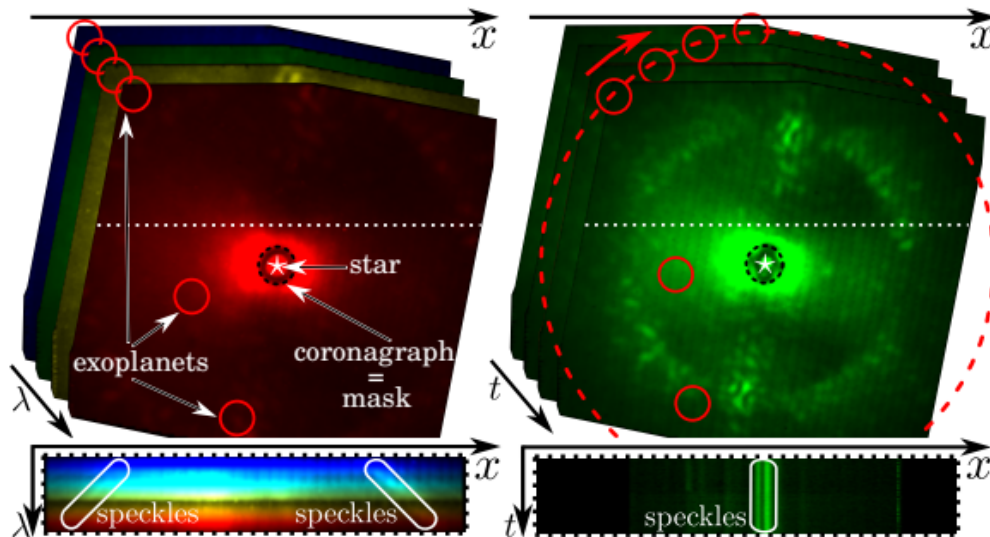 x
x
star
exoplanets
coronagraph
=
mask
λ
t
x
x
speckles
speckles
speckles
λ
t